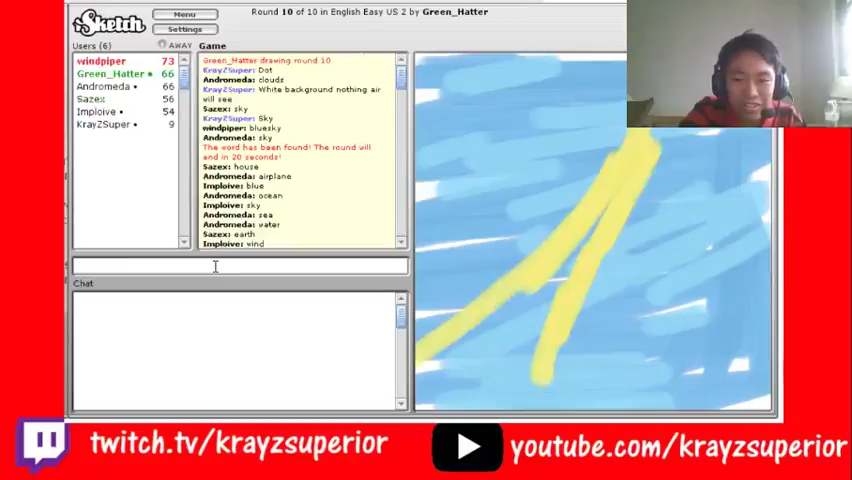 iSketch
Menu
Settings
Round 10 of 10 in English Easy US 2 by Green_Hatter
Users (6)
AWAY
Game
windpiper 73
Green_Hatter • 66
Andromeda • 66
Sazex 56
Imploive • 54
KrayZSuper • 9
Green_Hatter drawing round 10
KrayZSuper: Dot
Andromeda: clouds
KrayZSuper: White background nothing air
will see
Sazex: sky
KrayZSuper: Sky
windpiper: bluesky
Andromeda: sky
The word has been found! The round will
end in 20 seconds!
Sazex: house
Andromeda: airplane
Imploive: blue
Andromeda: ocean
Imploive: sky
Andromeda: sea
Andromeda: water
Sazex: earth
Imploive: wind
Chat
twitch.tv/krayzsuperior
youtube.com/krayzsuperior